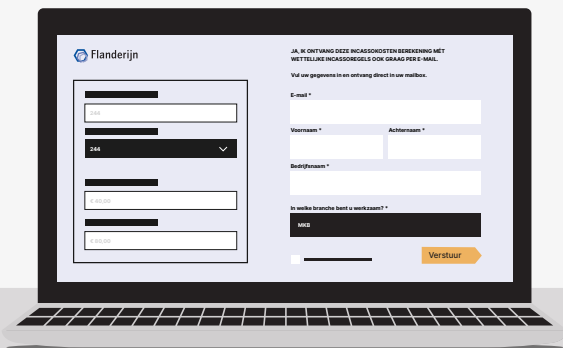 Flanderijn
244
244
€ 40,00
€ 80,00
JA, IK ONTVANG DEZE INCASSOKOSTEN BEREKENING MÉT
WETTELIJKE INCASSOREGELS OOK GRAAG PER E-MAIL.
Vul uw gegevens in en ontvang direct in uw mailbox.
E-mail *
Voornaam * Achternaam *
Bedrijfsnaam *
In welke branche bent u werkzaam? *
MKB
Verstuur